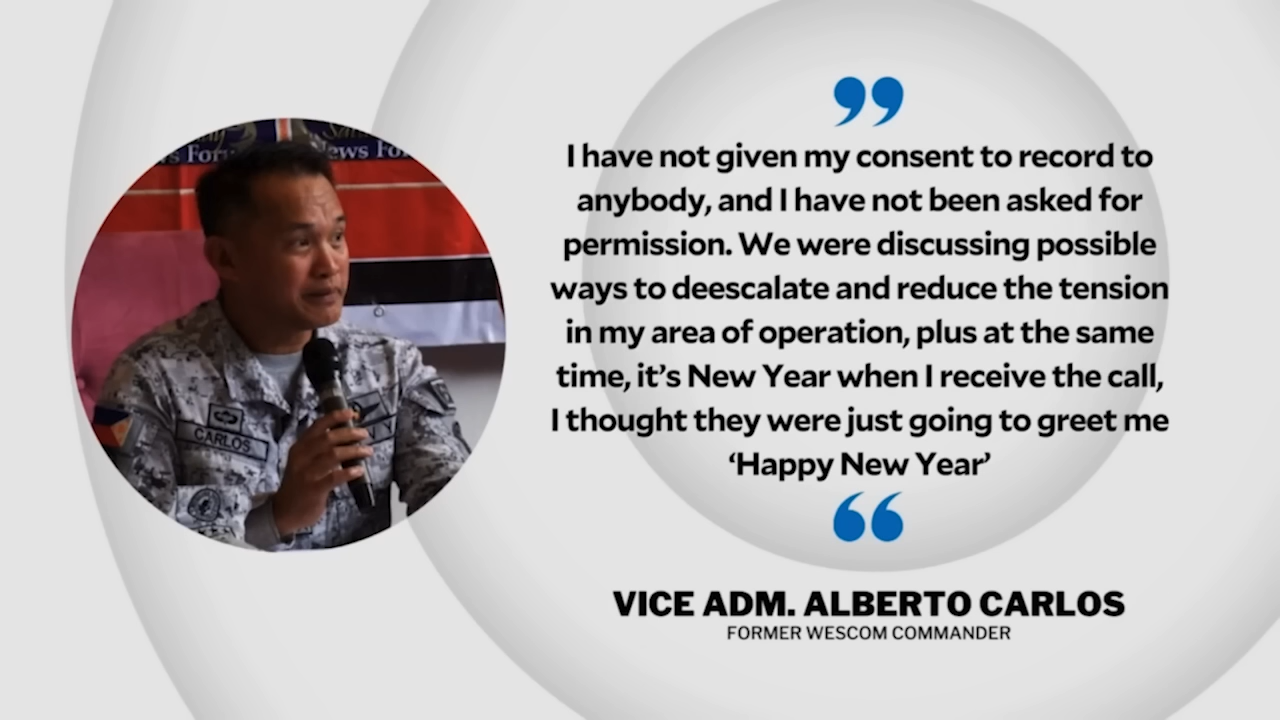 s Foru
News For
CARLOS
”
I have not given my consent to record to
anybody, and I have not been asked for
permission. We were discussing possible
ways to deescalate and reduce the tension
in my area of operation, plus at the same
time, it’s New Year when I receive the call,
I thought they were just going to greet me
‘Happy New Year’
“
VICE ADM. ALBERTO CARLOS
FORMER WESCOM COMMANDER